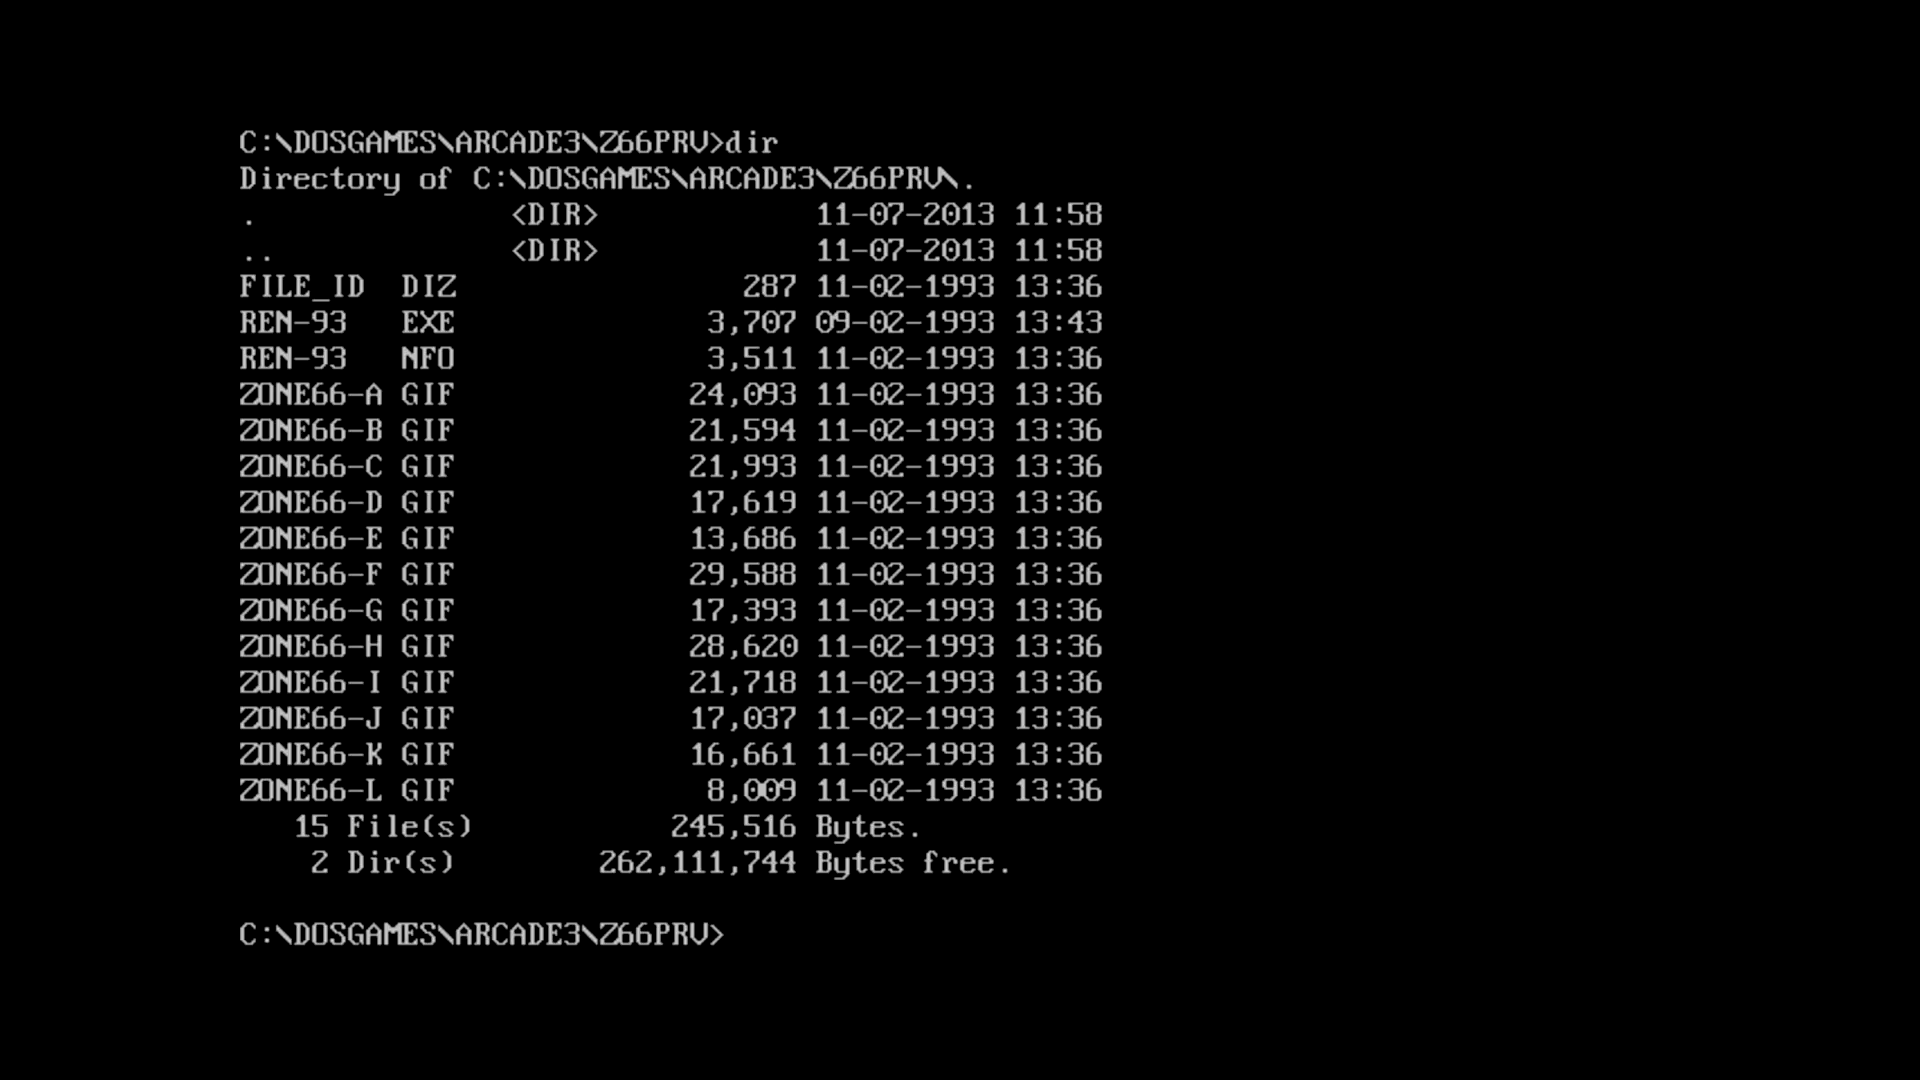 C:\DOSGAMES\ARCADE3\Z66PRV>dir
Directory of C:\DOSGAMES\ARCADE3\Z66PRV\.
.              <DIR>            11-07-2013 11:58
..             <DIR>            11-07-2013 11:58
FILE_ID  DIZ                287 11-02-1993 13:36
REN-93   EXE              3,707 09-02-1993 13:43
REN-93   NFO              3,511 11-02-1993 13:36
ZONE66-A GIF             24,093 11-02-1993 13:36
ZONE66-B GIF             21,594 11-02-1993 13:36
ZONE66-C GIF             21,993 11-02-1993 13:36
ZONE66-D GIF             17,619 11-02-1993 13:36
ZONE66-E GIF             13,686 11-02-1993 13:36
ZONE66-F GIF             29,588 11-02-1993 13:36
ZONE66-G GIF             17,393 11-02-1993 13:36
ZONE66-H GIF             28,620 11-02-1993 13:36
ZONE66-I GIF             21,718 11-02-1993 13:36
ZONE66-J GIF             17,037 11-02-1993 13:36
ZONE66-K GIF             16,661 11-02-1993 13:36
ZONE66-L GIF              8,009 11-02-1993 13:36
   15 File(s)           245,516 Bytes.
    2 Dir(s)        262,111,744 Bytes free.
C:\DOSGAMES\ARCADE3\Z66PRV>